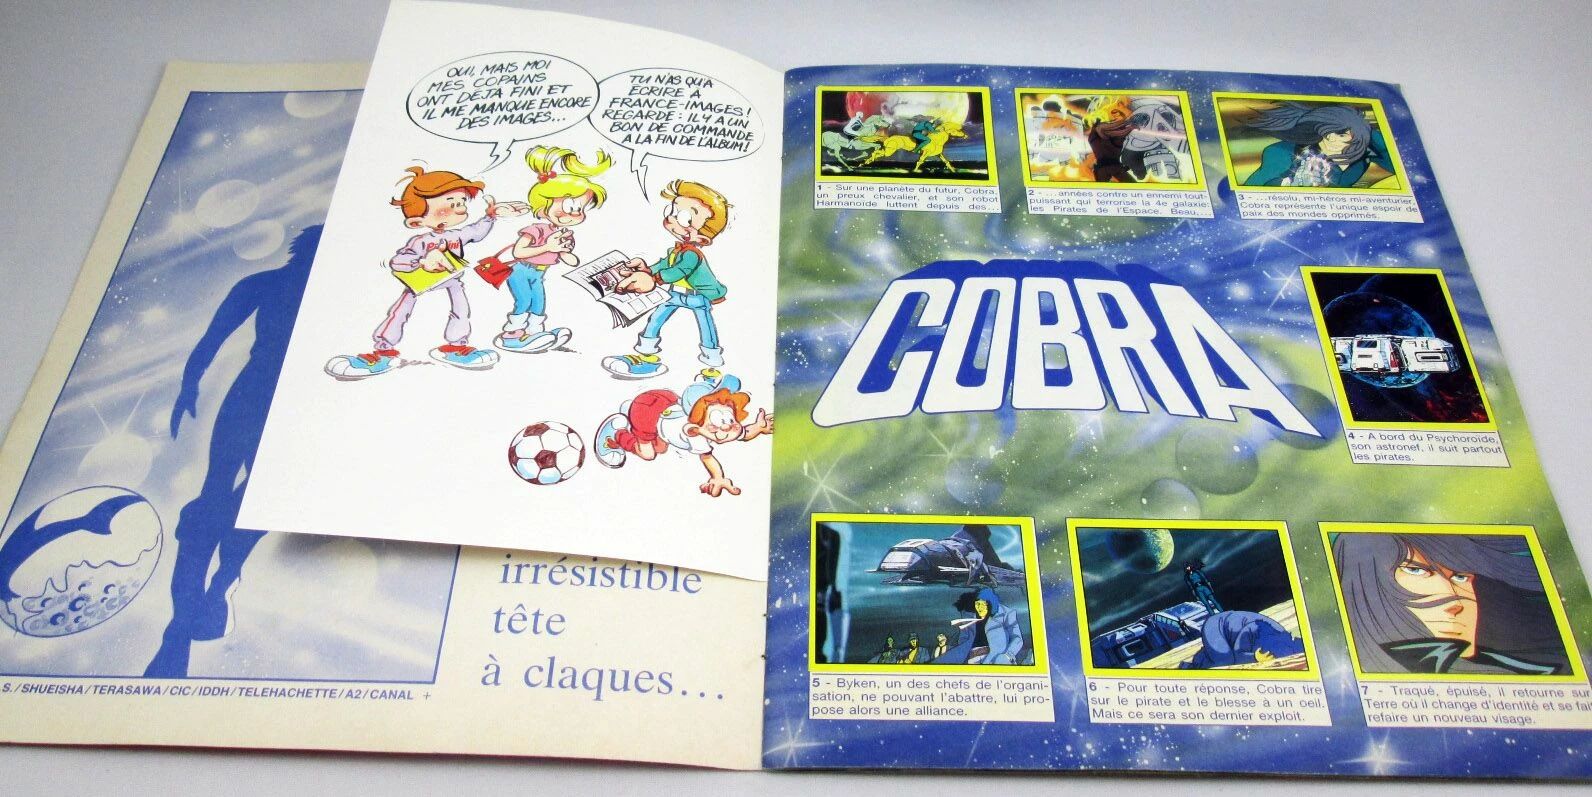 OUI, MAIS MOI
MES COPAINS
ONT DÉJA FINI ET
IL ME MANQUE ENCORE
DES IMAGES...
TU N'AS QU'A
ECRIRE A
FRANCE-IMAGES!
REGARDE: IL Y A UN
BON DE COMMANDE
A LA FIN DE L'ALBUM!
irrésistible
tête
à claques...
S./SHUEISHA/TERASAWA/CIC/IDDH/TELEHACHETTE/A2/CANAL +
1 - Sur une planète du futur, Cobra,
un preux chevalier, et son robot
Harmanoïde luttent depuis des...
2 - ...années contre un ennemi tout-
puissant qui terrorise la 4e galaxie:
les Pirates de l'Espace. Beau,...
3 - ...résolu, mi-héros mi-aventurier,
Cobra représente l'unique espoir de
paix des mondes opprimés.
COBRA
4 - A bord du Psychoroïde,
son astronef, il suit partout
les pirates.
5 - Byken, un des chefs de l'organi-
sation, ne pouvant l'abattre, lui pro-
pose alors une alliance.
6 - Pour toute réponse, Cobra tire
sur le pirate et le blesse à un oeil.
Mais ce sera son dernier exploit.
7 - Traqué, épuisé, il retourne sur
Terre où il change d'identité et se fait
refaire un nouveau visage.